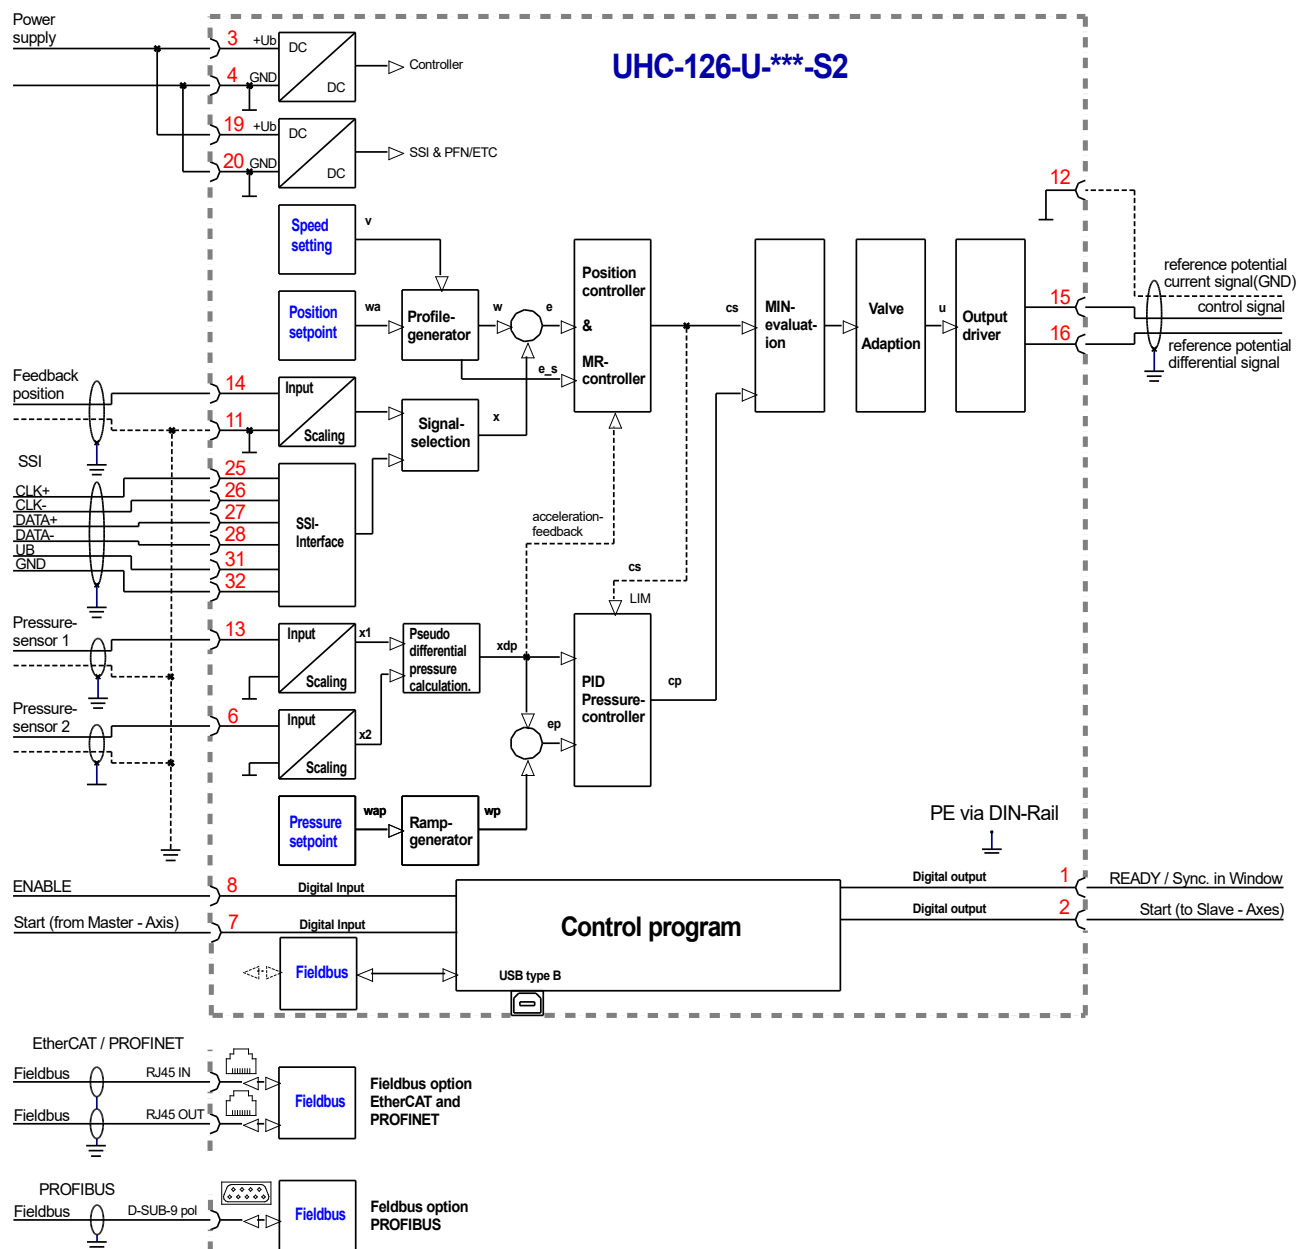 Power
supply
3
+Ub
DC
DC
Controller
4
GND
UHC-126-U-***-S2
19
+Ub
DC
DC
SSI & PFN/ETC
20
GND
12
Speed
setting
v
Position
setpoint
wa
Profile-
generator
w
e
e_s
Position
controller
&
MR-
controller
cs
MIN-
evaluat-
ion
Valve
Adaption
u
Output
driver
15
16
reference potential
current signal(GND)
control signal
reference potential
differential signal
Feedback
position
14
11
Input
Scaling
Signal-
selection
x
SSI
CLK+
CLK-
DATA+
DATA-
UB
GND
25
26
27
28
31
32
SSI-
Interface
acceleration-
feedback
cs
LIM
Pressure-
sensor 1
13
Input
Scaling
x1
Pseudo
differential
pressure
calculation.
xdp
PID
Pressure-
controller
cp
Pressure-
sensor 2
6
Input
Scaling
x2
ep
Pressure
setpoint
wap
Ramp-
generator
wp
PE via DIN-Rail
ENABLE
8
Digital Input
Start (from Master - Axis)
7
Digital Input
Control program
Digital output
1
READY / Sync. in Window
Digital output
2
Start (to Slave - Axes)
Fieldbus
USB type B
EtherCAT / PROFINET
Fieldbus
RJ45 IN
Fieldbus
RJ45 OUT
Fieldbus
Fieldbus option
EtherCAT and
PROFINET
PROFIBUS
Fieldbus
D-SUB-9 pol
Fieldbus
Feldbus option
PROFIBUS